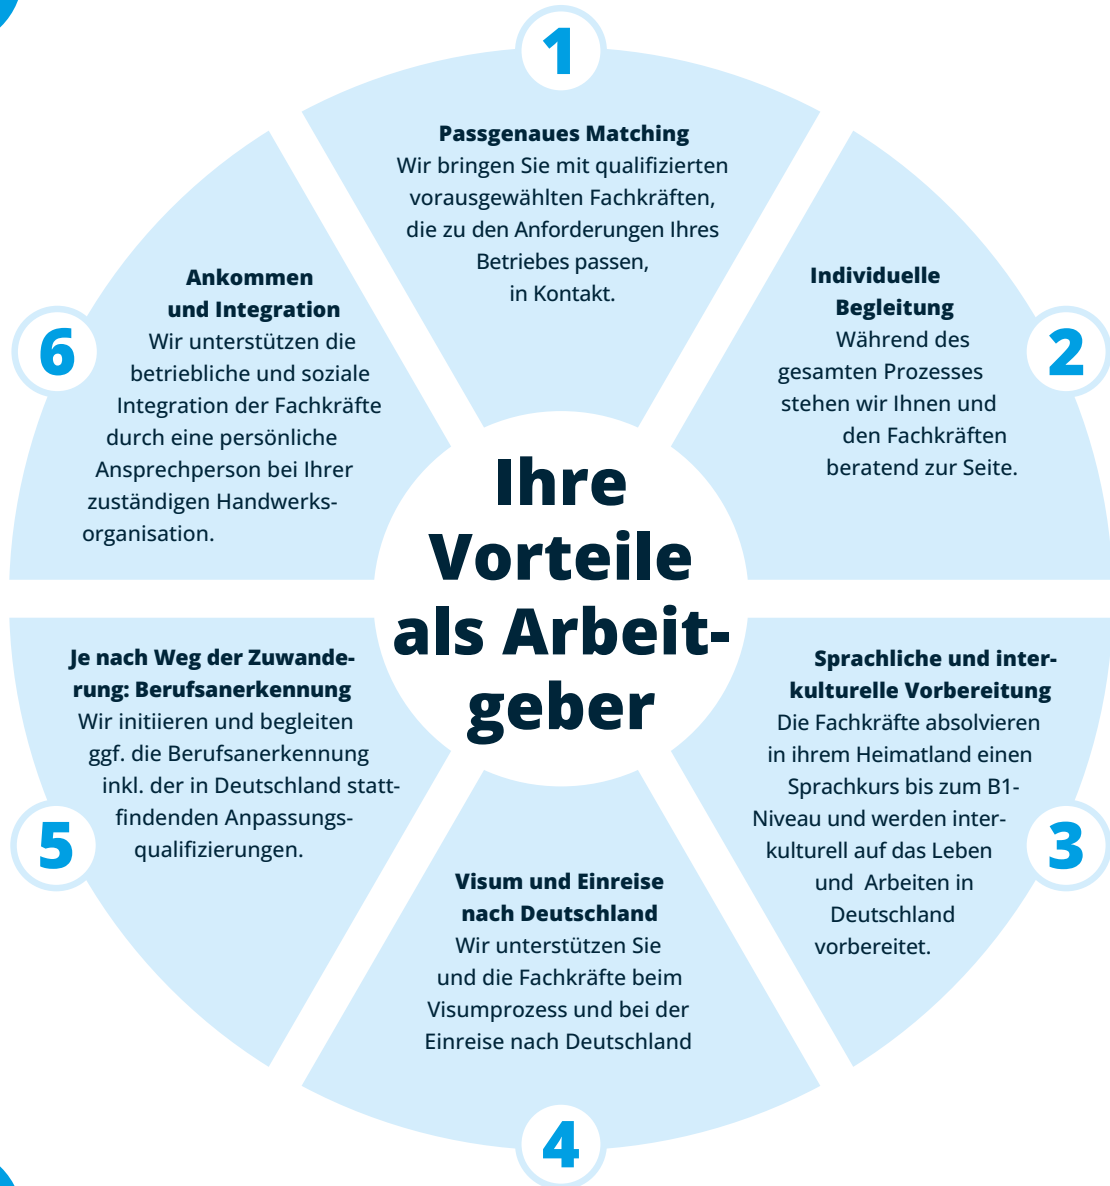 1
Passgenaues Matching
Wir bringen Sie mit qualifizierten
vorausgewählten Fachkräften,
die zu den Anforderungen Ihres
Betriebes passen,
in Kontakt.
2
Individuelle
Begleitung
Während des
gesamten Prozesses
stehen wir Ihnen und
den Fachkräften
beratend zur Seite.
3
Sprachliche und inter-
kulturelle Vorbereitung
Die Fachkräfte absolvieren
in ihrem Heimatland einen
Sprachkurs bis zum B1-
Niveau und werden inter-
kulturell auf das Leben
und Arbeiten in
Deutschland
vorbereitet.
4
Visum und Einreise
nach Deutschland
Wir unterstützen Sie
und die Fachkräfte beim
Visumprozess und bei der
Einreise nach Deutschland
5
Je nach Weg der Zuwande-
rung: Berufsanerkennung
Wir initiieren und begleiten
ggf. die Berufsanerkennung
inkl. der in Deutschland statt-
findenden Anpassungs-
qualifizierungen.
6
Ankommen
und Integration
Wir unterstützen die
betriebliche und soziale
Integration der Fachkräfte
durch eine persönliche
Ansprechperson bei Ihrer
zuständigen Handwerks-
organisation.
Ihre
Vorteile
als Arbeit-
geber